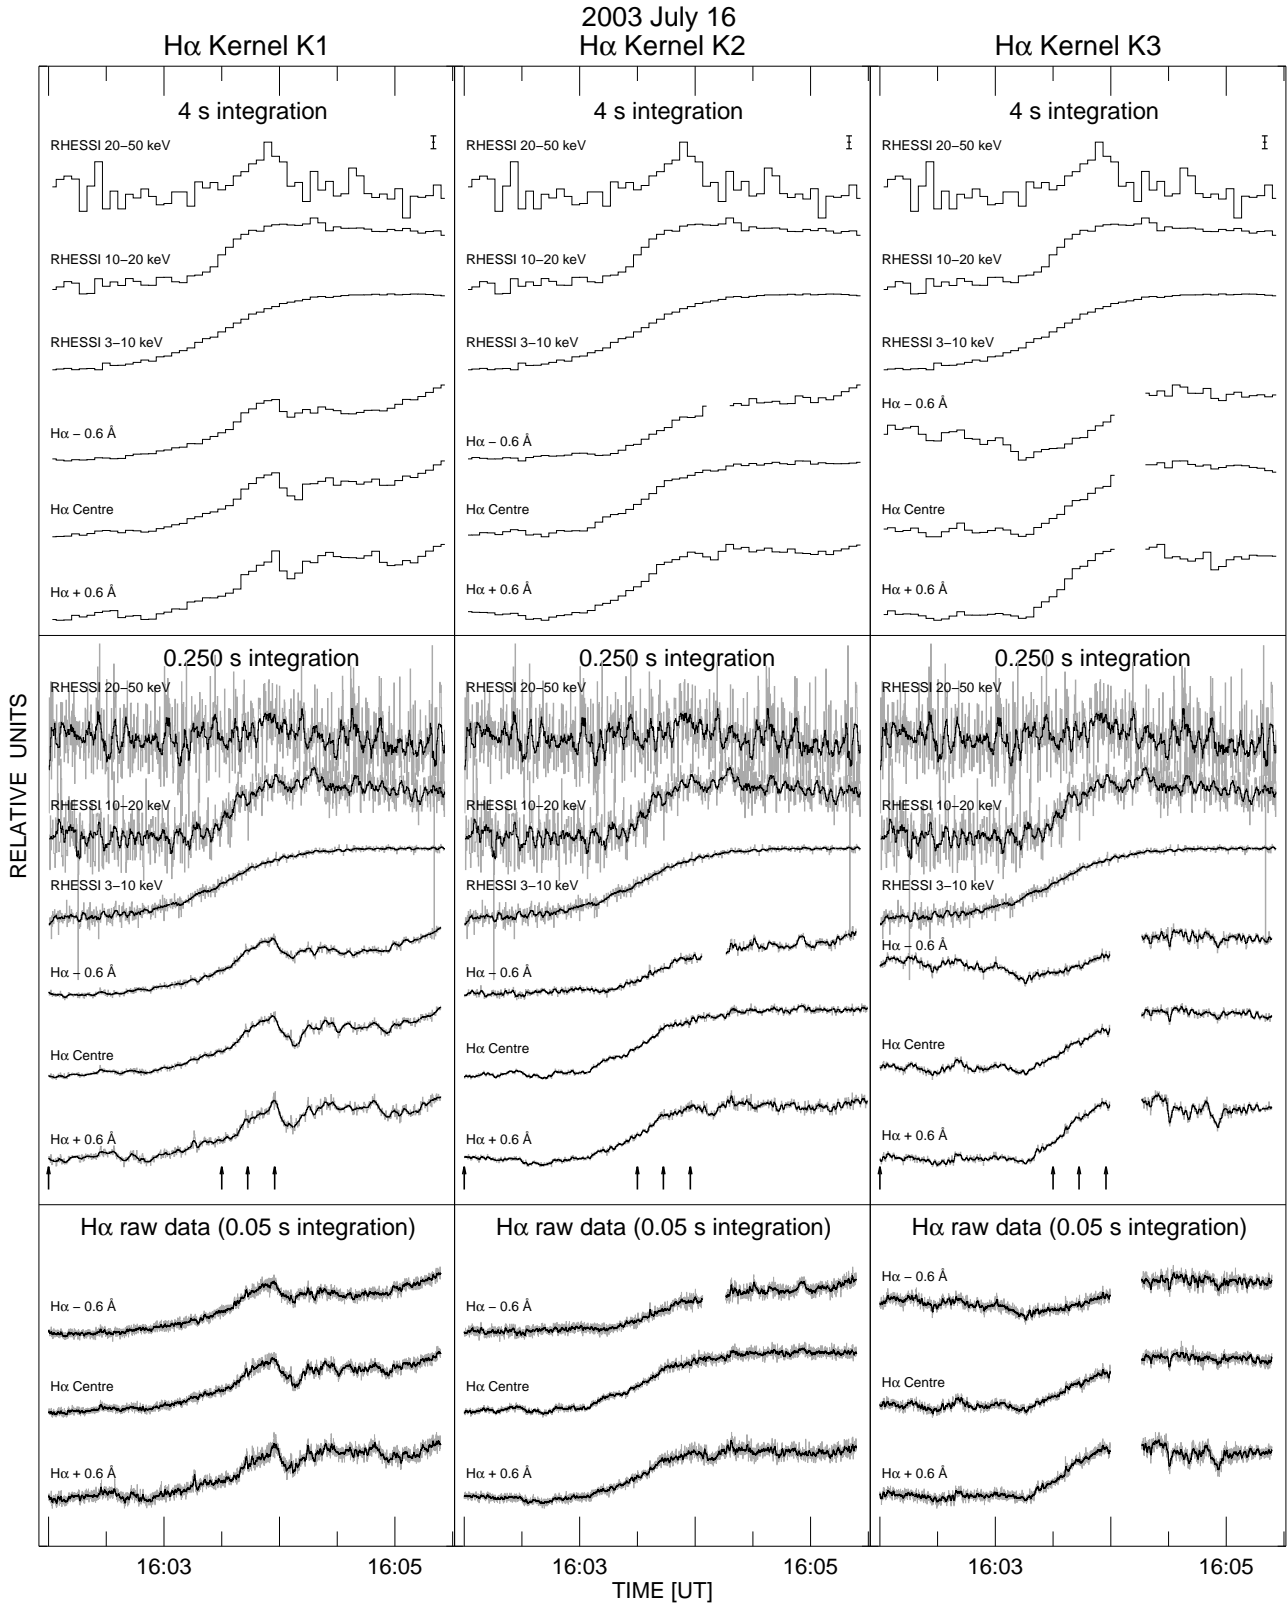 2003 July 16
Hα Kernel K1 Hα Kernel K2 Hα Kernel K3
4 s integration 4 s integration 4 s integration
RHESSI 20−50 keV RHESSI 20−50 keV RHESSI 20−50 keV
RHESSI 10−20 keV RHESSI 10−20 keV RHESSI 10−20 keV
RHESSI 3−10 keV RHESSI 3−10 keV RHESSI 3−10 keV
Hα − 0.6 Å Hα − 0.6 Å Hα − 0.6 Å
Hα Centre Hα Centre Hα Centre
Hα + 0.6 Å Hα + 0.6 Å Hα + 0.6 Å
RELATIVE UNITS
0.250 s integration 0.250 s integration 0.250 s integration
RHESSI 20−50 keV RHESSI 20−50 keV RHESSI 20−50 keV
RHESSI 10−20 keV RHESSI 10−20 keV RHESSI 10−20 keV
RHESSI 3−10 keV RHESSI 3−10 keV RHESSI 3−10 keV
Hα − 0.6 Å Hα − 0.6 Å Hα − 0.6 Å
Hα Centre Hα Centre Hα Centre
Hα + 0.6 Å Hα + 0.6 Å Hα + 0.6 Å
Hα raw data (0.05 s integration) Hα raw data (0.05 s integration) Hα raw data (0.05 s integration)
Hα − 0.6 Å Hα − 0.6 Å Hα − 0.6 Å
Hα Centre Hα Centre Hα Centre
Hα + 0.6 Å Hα + 0.6 Å Hα + 0.6 Å
16:03 16:05 16:03 16:05 16:03 16:05
TIME [UT]